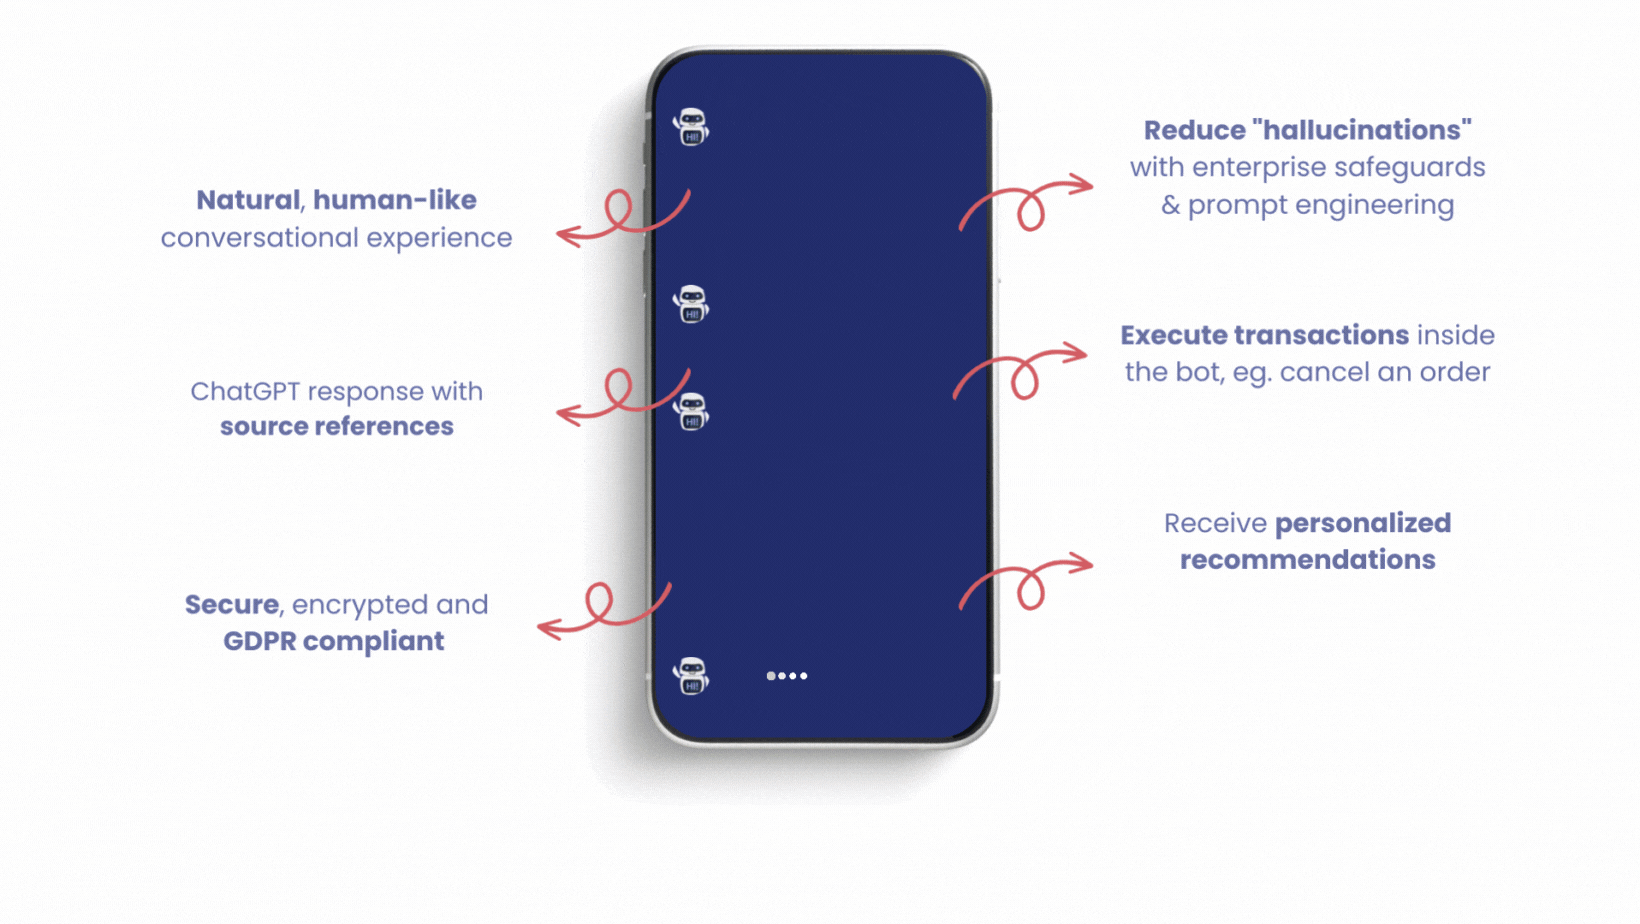 Natural, human-like
conversational experience
ChatGPT response with
source references
Secure, encrypted and
GDPR compliant
HI!
HI!
HI!
HI!
Reduce "hallucinations"
with enterprise safeguards
& prompt engineering
Execute transactions inside
the bot, eg. cancel an order
Receive personalized
recommendations